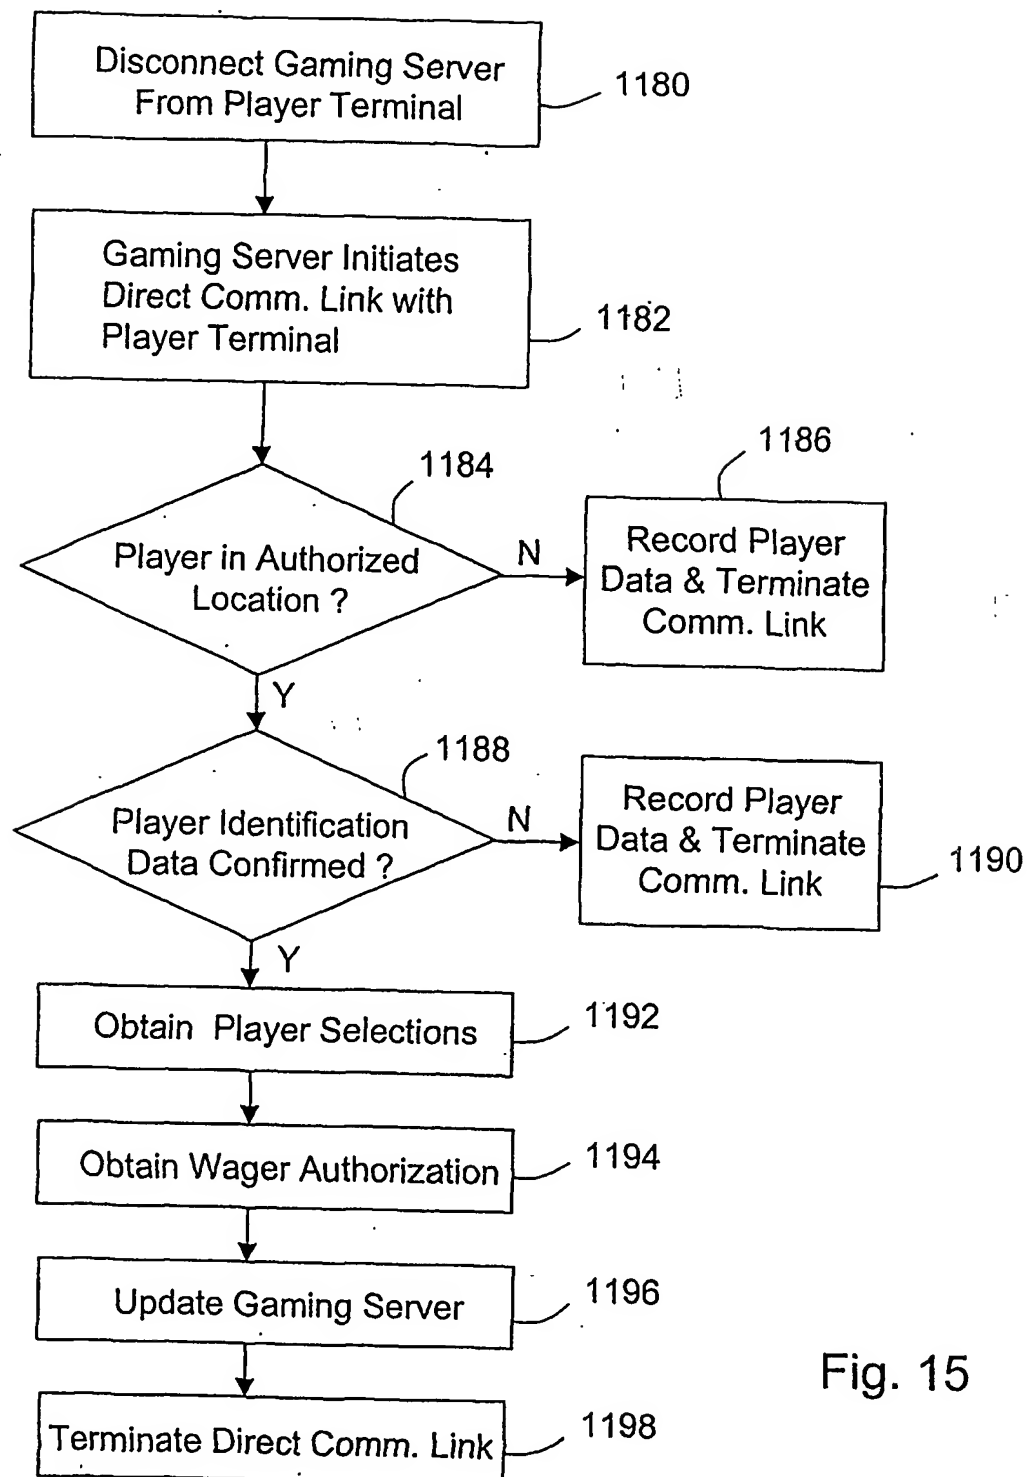 Disconnect Gaming Server
From Player Terminal
1180
Gaming Server Initiates
Direct Comm. Link with
Player Terminal
1182
1184
Player in Authorized
Location ?
N
1186
Record Player
Data & Terminate
Comm. Link
Y
1188
Player Identification
Data Confirmed ?
N
Record Player
Data & Terminate
Comm. Link
1190
Y
Obtain Player Selections
1192
Obtain Wager Authorization
1194
Update Gaming Server
1196
Terminate Direct Comm. Link
1198
Fig. 15